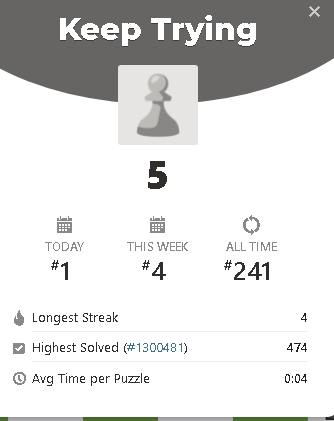 Keep Trying
5
TODAY THIS WEEK ALL TIME
#1 #4 #241
Longest Streak 4
Highest Solved (#1300481) 474
Avg Time per Puzzle 0:04